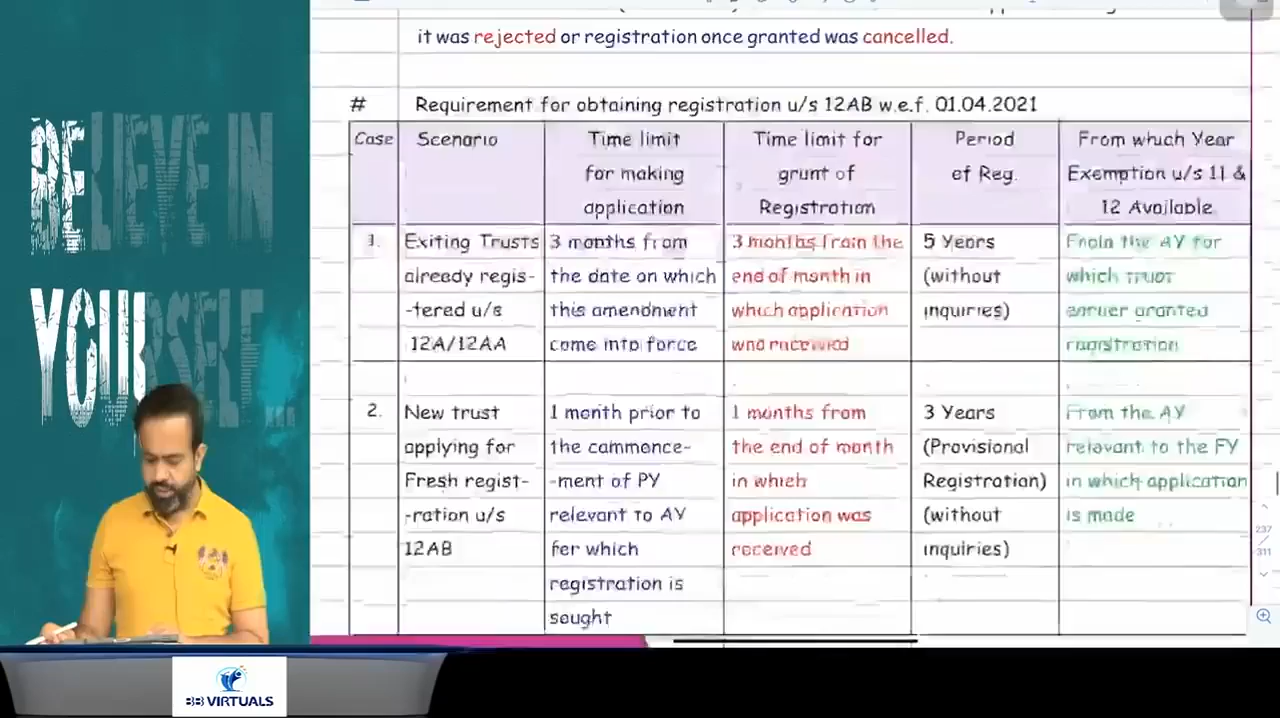 it was rejected or registration once granted was cancelled.
# Requirement for obtaining registration u/s 12AB w.e.f. 01.04.2021
Case Scenario Time limit Time limit for Period From which Year
for making grunt of ef Reg. Exemption u/s 11 &
application Registration 12 Available
1. Exiting Trusts 3 months from 3 months from the 5 Years From the AY for
already regis- the date on which end of month in (without which
-tered u/s this amendment which application inquiries) granted
12A/12AA come into force received registration
2. New trust 1 month prior to 1 months from 3 Years From the AY
applying for the cammonce- the end of month (Provisional relevant to the FY
Fresh regist- -ment of PY in which Registration) in which application
-ration u/s relevant to AY application was (without is made
12AB fer which received inquiries)
registration is
sought
BELIEVE IN
YOURSELF...
BB VIRTUALS
237
311